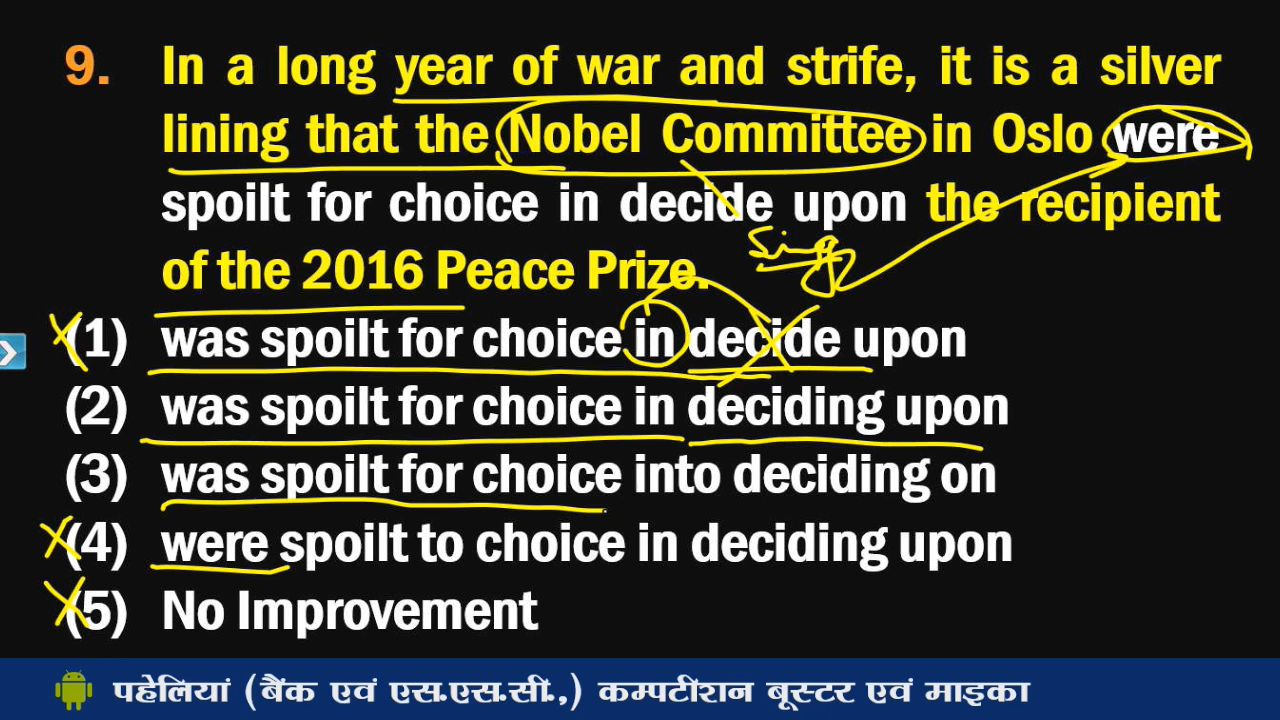 9. In a long year of war and strife, it is a silver
lining that the Nobel Committee in Oslo were
spoilt for choice in decide upon the recipient
of the 2016 Peace Prize.
Sing
(1) was spoilt for choice in decide upon
(2) was spoilt for choice in deciding upon
(3) was spoilt for choice into deciding on
(4) were spoilt to choice in deciding upon
(5) No Improvement
पहेलियां (बैंक एवं एस.एस.सी.,) कम्पटीशन बूस्टर एवं माइका